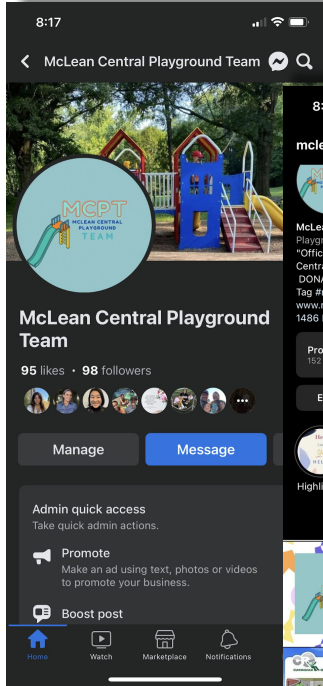 8:17
McLean Central Playground Team
MCPT
MCLEAN CENTRAL
PLAYGROUND
TEAM
McLean Central Playground
Team
95 likes • 98 followers
Manage
Message
Admin quick access
Take quick admin actions.
Promote
Make an ad using text, photos or videos
to promote your business.
Boost post
Home
Watch
Marketplace
Notifications
8:
mcle
McLea
Playgr
"Offic
Centra
DONA
Tag #
www.
1486
Pro
152
E
Highli